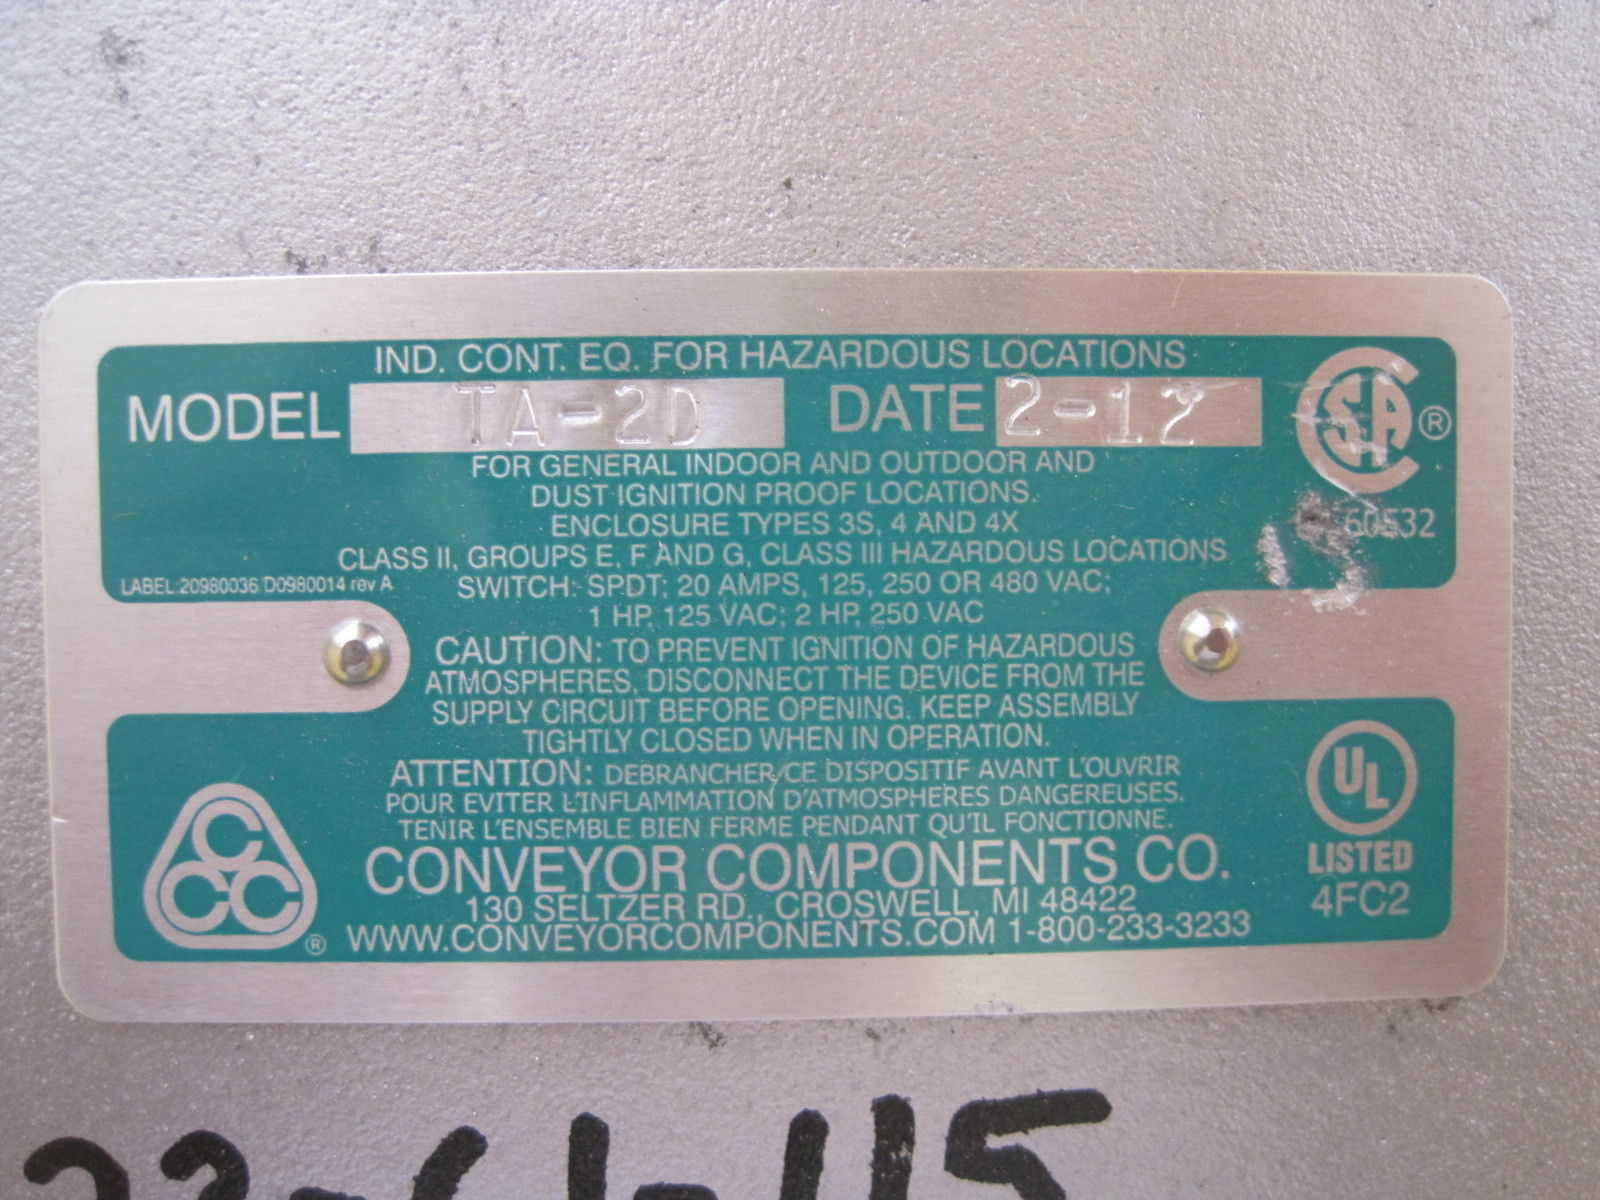 IND. CONT. EQ. FOR HAZARDOUS LOCATIONS
MODEL TA-2D DATE 2-12
FOR GENERAL INDOOR AND OUTDOOR AND
DUST IGNITION PROOF LOCATIONS.
ENCLOSURE TYPES 3S, 4 AND 4X
CLASS II, GROUPS E, F AND G, CLASS III HAZARDOUS LOCATIONS
LABEL:20980036 D0980014 rev A
SWITCH: SPDT; 20 AMPS, 125, 250 OR 480 VAC;
1 HP, 125 VAC; 2 HP, 250 VAC
CAUTION: TO PREVENT IGNITION OF HAZARDOUS
ATMOSPHERES, DISCONNECT THE DEVICE FROM THE
SUPPLY CIRCUIT BEFORE OPENING. KEEP ASSEMBLY
TIGHTLY CLOSED WHEN IN OPERATION.
ATTENTION: DEBRANCHER CE DISPOSITIF AVANT L'OUVRIR
POUR EVITER L'INFLAMMATION D'ATMOSPHERES DANGEREUSES.
TENIR L'ENSEMBLE BIEN FERME PENDANT QU'IL FONCTIONNE.
CONVEYOR COMPONENTS CO.
130 SELTZER RD., CROSWELL, MI 48422
WWW.CONVEYORCOMPONENTS.COM 1-800-233-3233
CSA ®
60532
CCC ®
UL
LISTED
4FC2